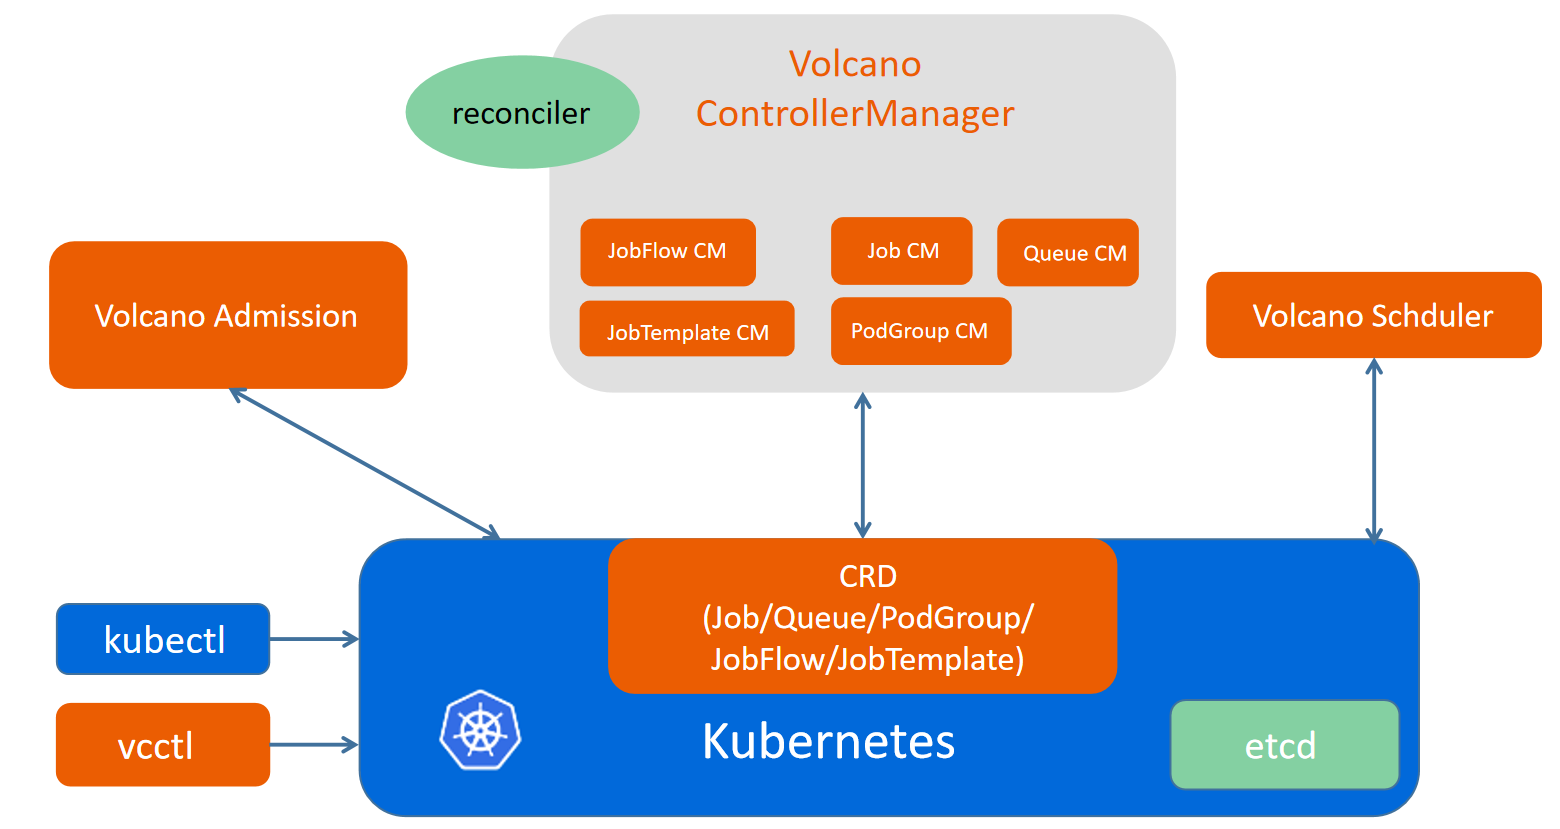 Volcano
ControllerManager
reconciler
JobFlow CM
Job CM
Queue CM
JobTemplate CM
PodGroup CM
Volcano Admission
Volcano Schduler
CRD
(Job/Queue/PodGroup/
JobFlow/JobTemplate)
kubectl
vcctl
Kubernetes
etcd